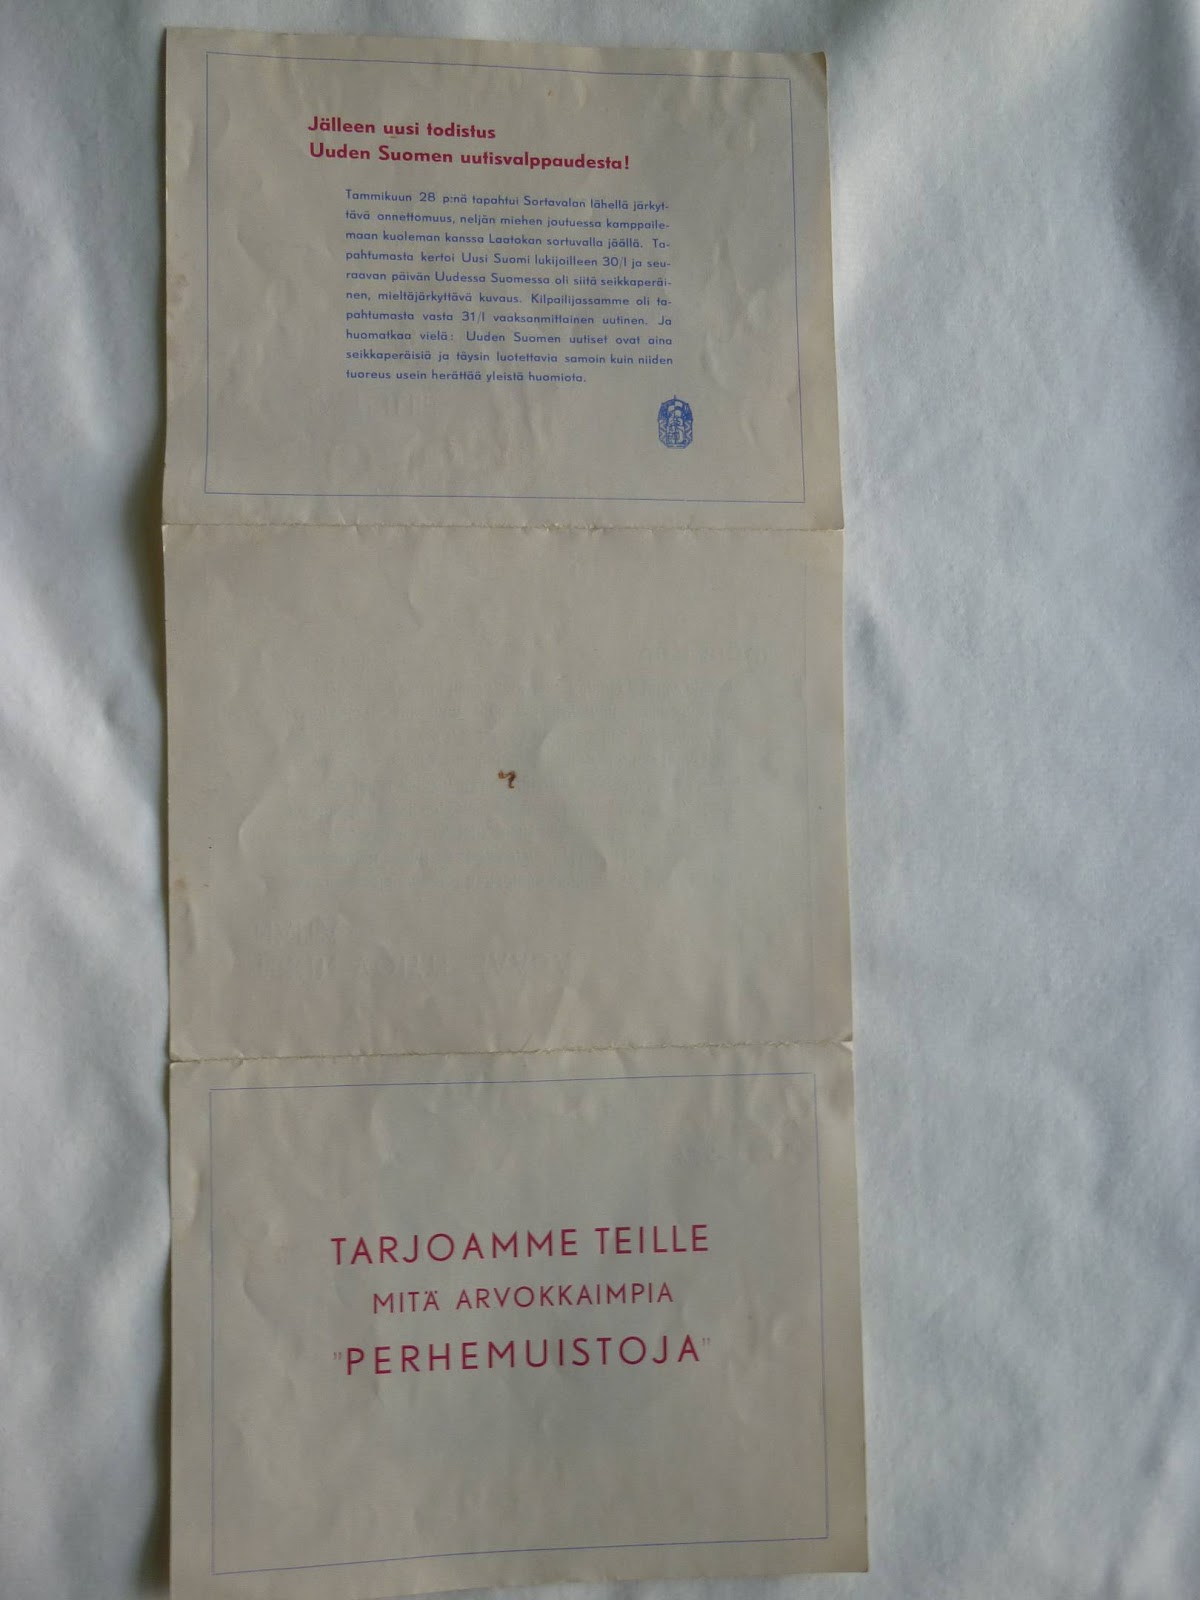 Jälleen uusi todistus
Uuden Suomen uutisvalppaudesta!
Tammikuun 28 p:nä tapahtui Sortavalan lähellä järkyt-
tävä onnettomuus, neljän miehen joutuessa kamppaile-
maan kuoleman kanssa Laatokan sortuvalla jäällä. Ta-
pahtumasta kertoi Uusi Suomi lukijoilleen 30/I ja seu-
raavan päivän Uudessa Suomessa oli siitä seikkaperäi-
nen, mieltäjärkyttävä kuvaus. Kilpailijassamme oli ta-
pahtumasta vasta 31/I vaaksanmittainen uutinen. Ja
huomatkaa vielä: Uuden Suomen uutiset ovat aina
seikkaperäisiä ja täysin luotettavia samoin kuin niiden
tuoreus usein herättää yleistä huomiota.
TARJOAMME TEILLE
MITÄ ARVOKKAIMPIA
"PERHEMUISTOJA"